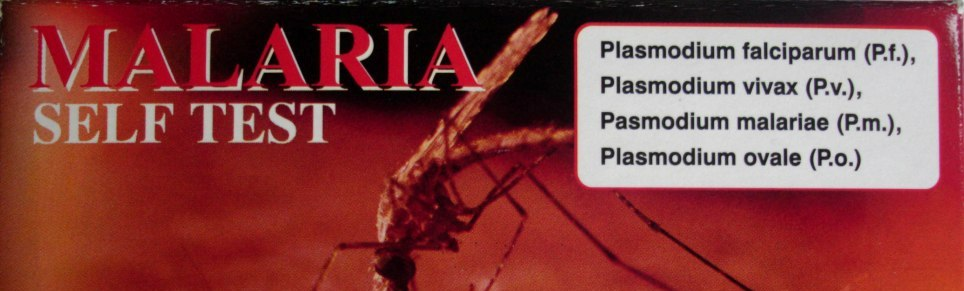 MALARIA
SELF TEST
Plasmodium falciparum (P.f.),
Plasmodium vivax (P.v.),
Pasmodium malariae (P.m.),
Plasmodium ovale (P.o.)